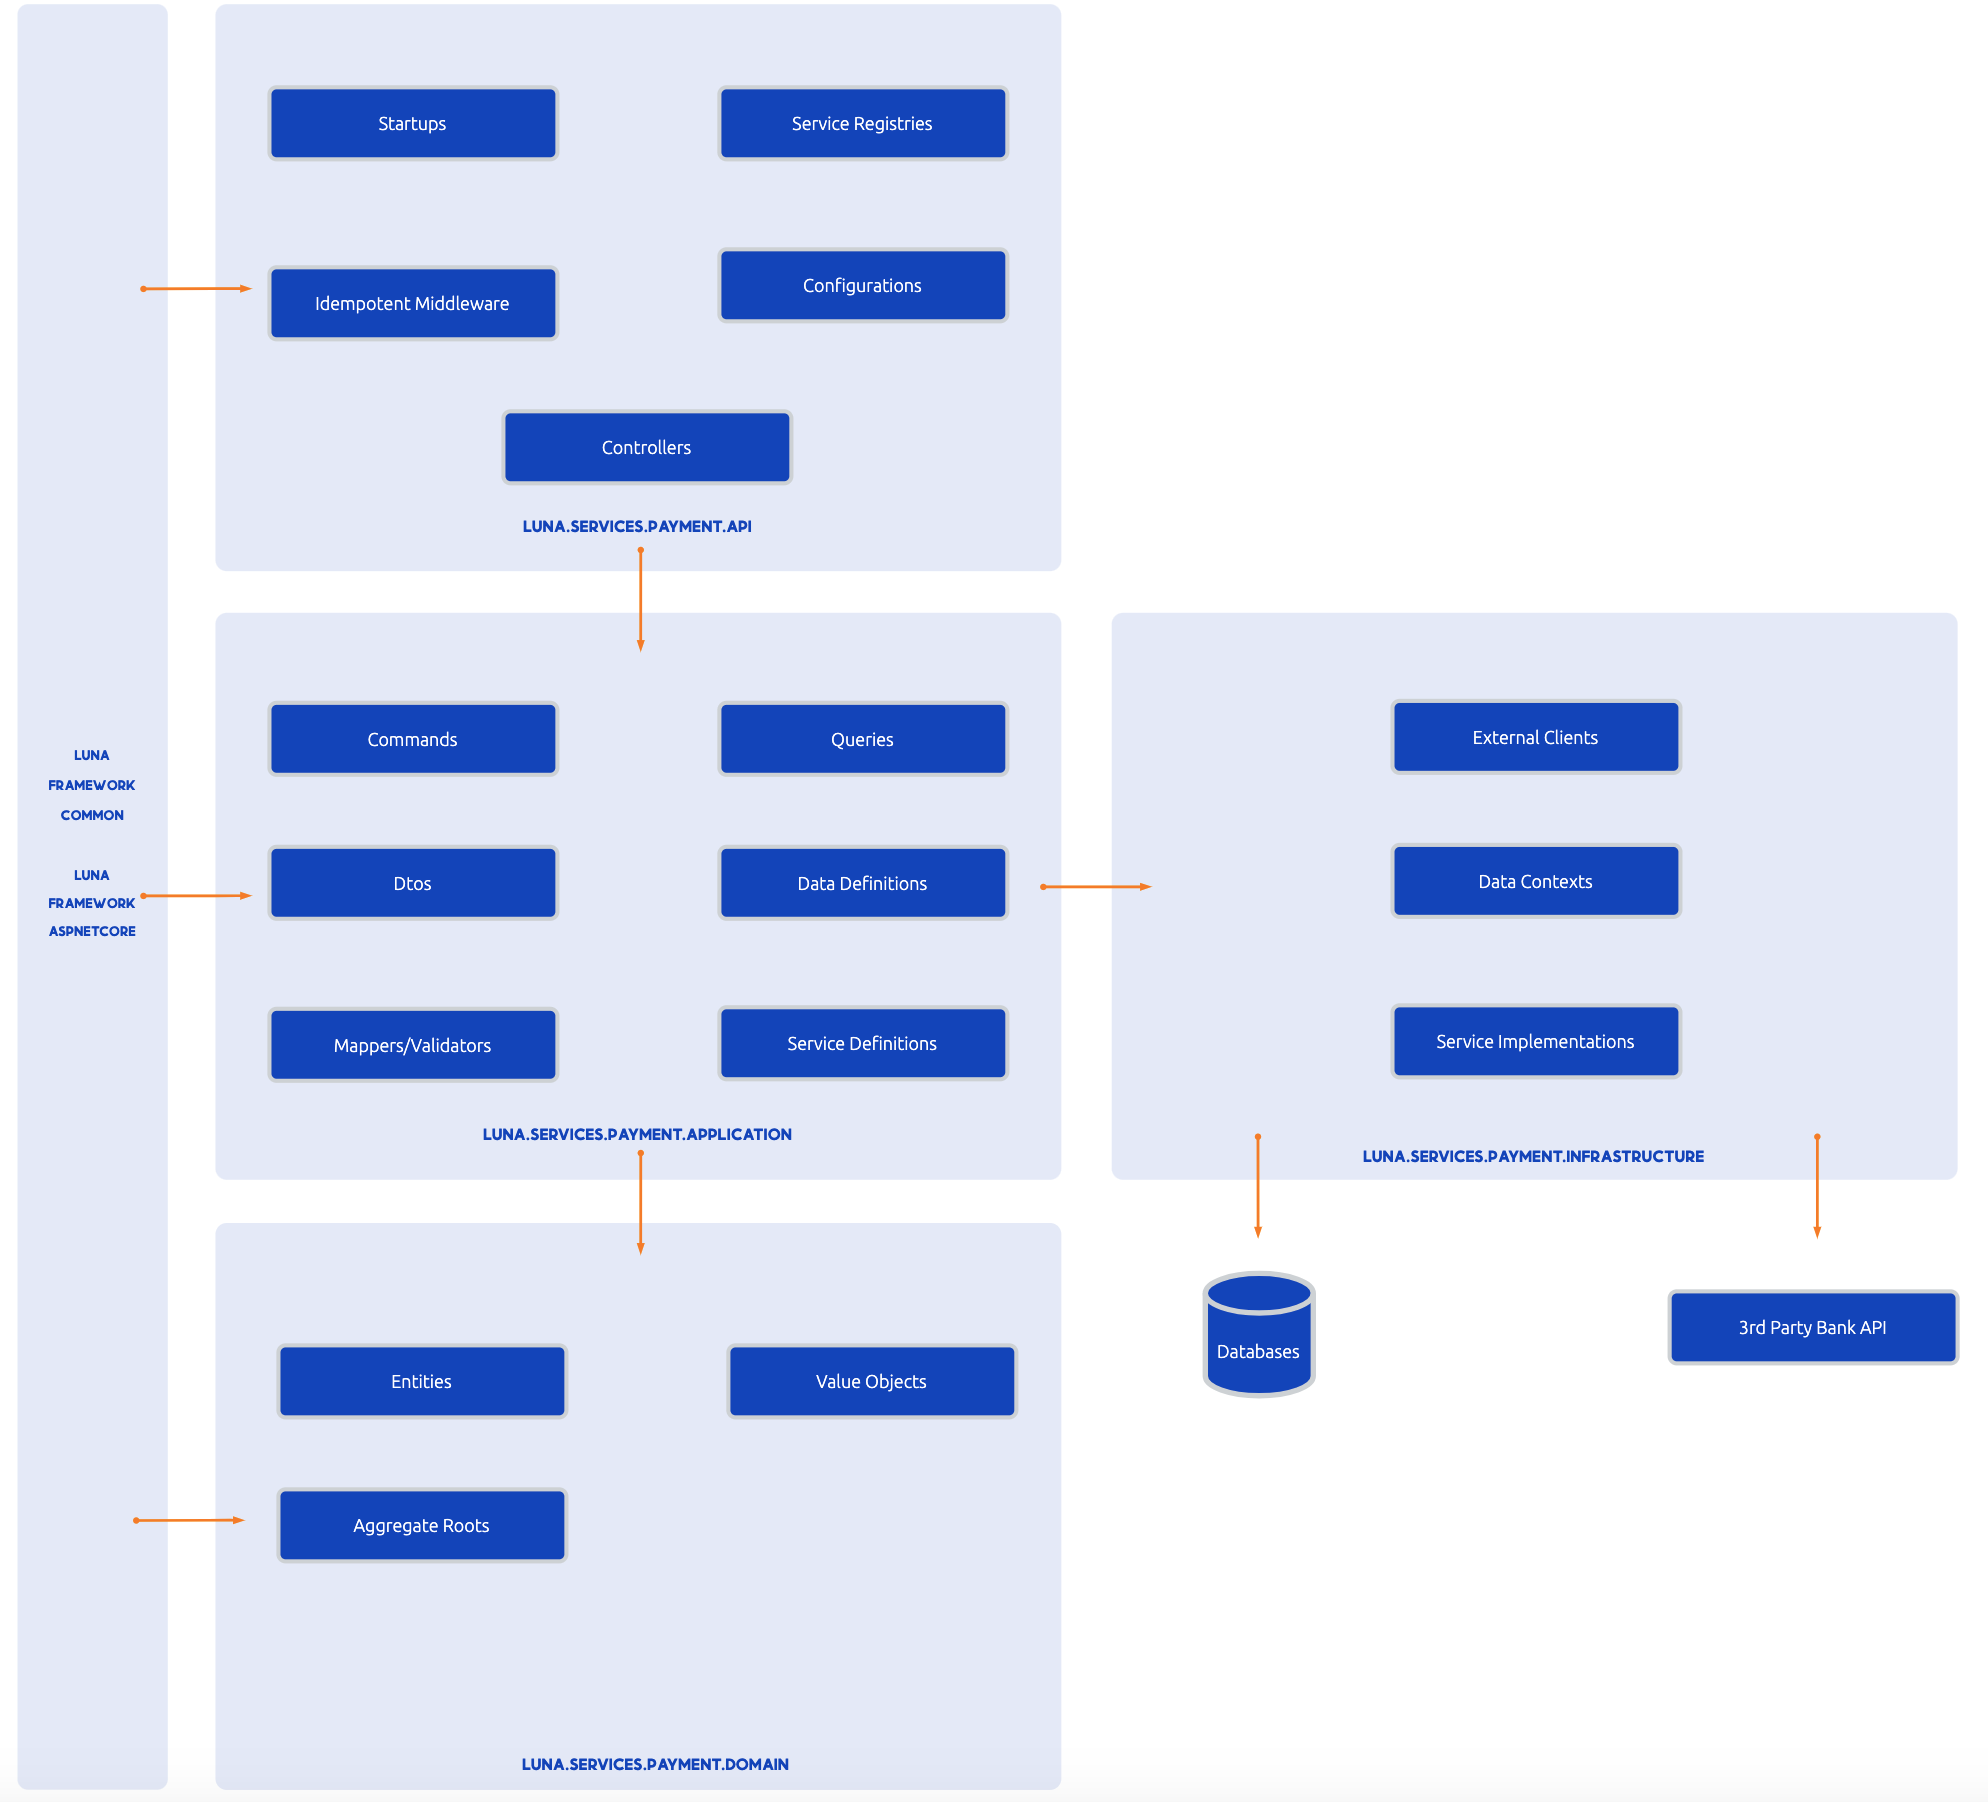 Startups
Service Registries
Idempotent Middleware
Configurations
Controllers
LUNA.SERVICES.PAYMENT.API
LUNA
FRAMEWORK
COMMON
LUNA
FRAMEWORK
ASPNETCORE
Commands
Queries
Dtos
Data Definitions
Mappers/Validators
Service Definitions
LUNA.SERVICES.PAYMENT.APPLICATION
External Clients
Data Contexts
Service Implementations
LUNA.SERVICES.PAYMENT.INFRASTRUCTURE
Databases
3rd Party Bank API
Entities
Value Objects
Aggregate Roots
LUNA.SERVICES.PAYMENT.DOMAIN